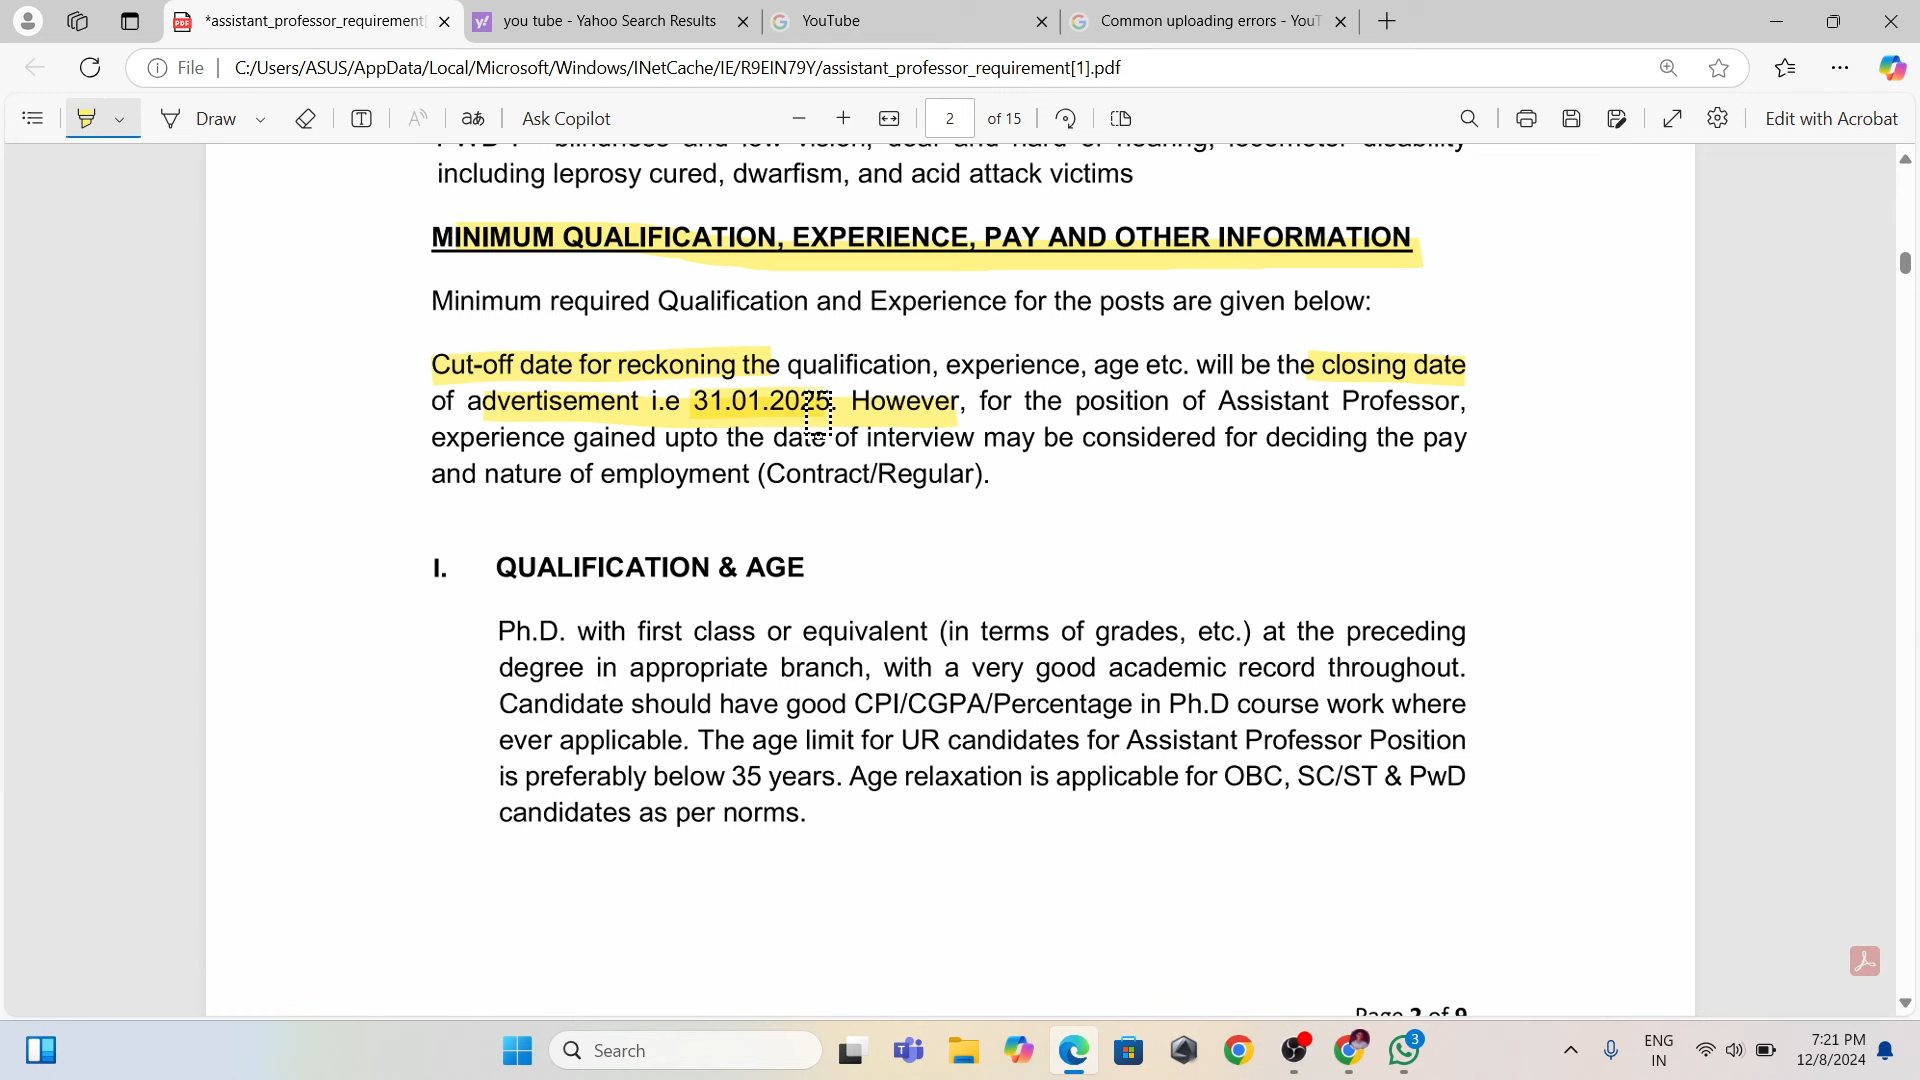 *assistant_professor_requirement[
you tube - Yahoo Search Results
YouTube
Common uploading errors - YouT
File
C:/Users/ASUS/AppData/Local/Microsoft/Windows/INetCache/IE/R9EIN79Y/assistant_professor_requirement[1].pdf
Draw
Ask Copilot
2
of 15
Edit with Acrobat
including leprosy cured, dwarfism, and acid attack victims
MINIMUM QUALIFICATION, EXPERIENCE, PAY AND OTHER INFORMATION
Minimum required Qualification and Experience for the posts are given below:
Cut-off date for reckoning the qualification, experience, age etc. will be the closing date
of advertisement i.e 31.01.2025. However, for the position of Assistant Professor,
experience gained upto the date of interview may be considered for deciding the pay
and nature of employment (Contract/Regular).
I. QUALIFICATION & AGE
Ph.D. with first class or equivalent (in terms of grades, etc.) at the preceding
degree in appropriate branch, with a very good academic record throughout.
Candidate should have good CPI/CGPA/Percentage in Ph.D course work where
ever applicable. The age limit for UR candidates for Assistant Professor Position
is preferably below 35 years. Age relaxation is applicable for OBC, SC/ST & PwD
candidates as per norms.
Page 2 of 9
Search
3
ENG
IN
7:21 PM
12/8/2024